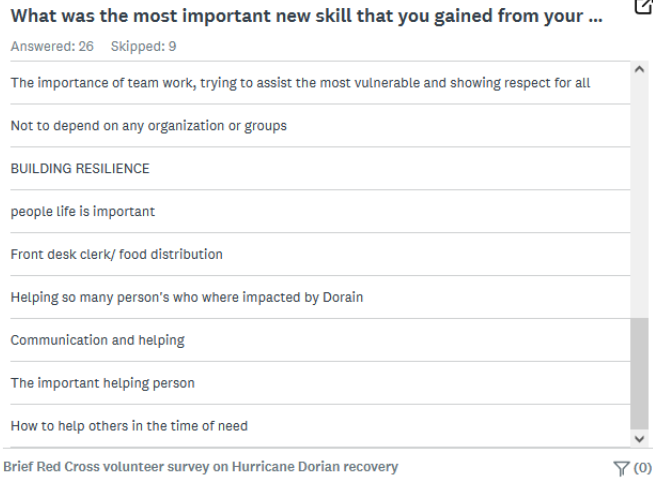 What was the most important new skill that you gained from your ...
Answered: 26 Skipped: 9
The importance of team work, trying to assist the most vulnerable and showing respect for all
Not to depend on any organization or groups
BUILDING RESILIENCE
people life is important
Front desk clerk/ food distribution
Helping so many person's who where impacted by Dorain
Communication and helping
The important helping person
How to help others in the time of need
Brief Red Cross volunteer survey on Hurricane Dorian recovery
(0)